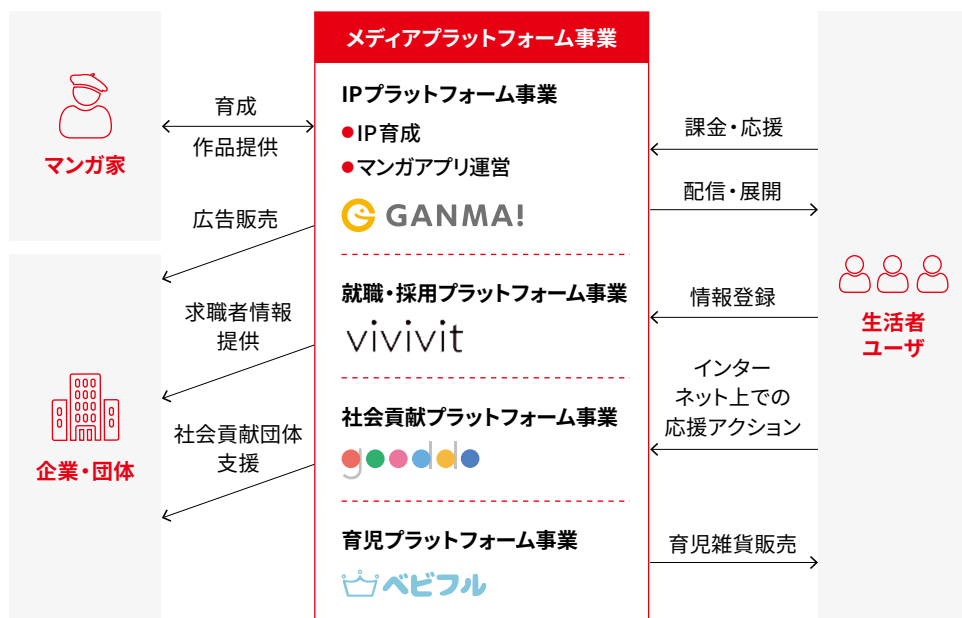 メディアプラットフォーム事業
マンガ家
育成
作品提供
広告販売
求職者情報
提供
社会貢献団体
支援
企業・団体
IPプラットフォーム事業
●IP育成
●マンガアプリ運営
GANMA!
就職・採用プラットフォーム事業
vivivit
社会貢献プラットフォーム事業
gooddo
育児プラットフォーム事業
ベビフル
課金・応援
配信・展開
情報登録
インター
ネット上での
応援アクション
育児雑貨販売
生活者
ユーザ